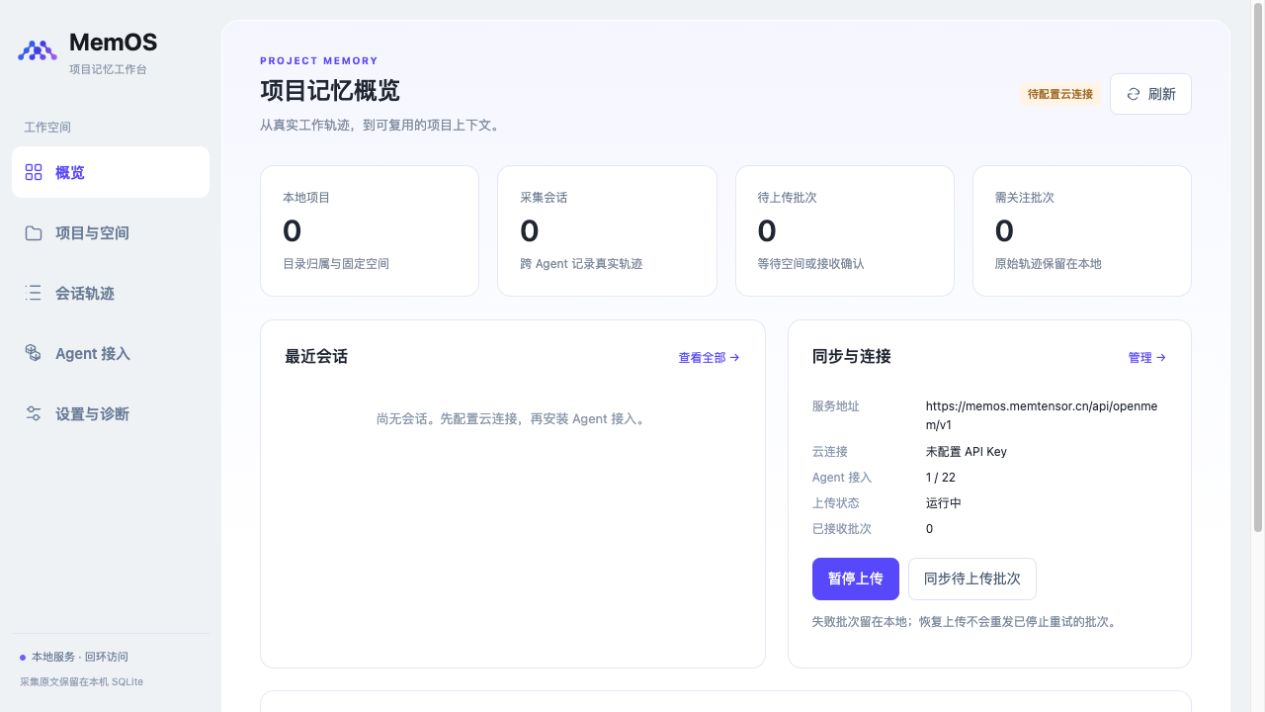 MemOS
项目记忆工作台
工作空间
概览
项目与空间
会话轨迹
Agent 接入
设置与诊断
本地服务 · 回环访问
采集原文保留在本机 SQLite
PROJECT MEMORY
项目记忆概览
从真实工作轨迹，到可复用的项目上下文。
待配置云连接
刷新
本地项目
0
目录归属与固定空间
采集会话
0
跨 Agent 记录真实轨迹
待上传批次
0
等待空间或接收确认
需关注批次
0
原始轨迹保留在本地
最近会话
查看全部 →
尚无会话。先配置云连接，再安装 Agent 接入。
同步与连接
管理 →
服务地址 https://memos.memtensor.cn/api/openme
m/v1
云连接 未配置 API Key
Agent 接入 1 / 22
上传状态 运行中
已接收批次 0
暂停上传 同步待上传批次
失败批次留在本地；恢复上传不会重发已停止重试的批次。